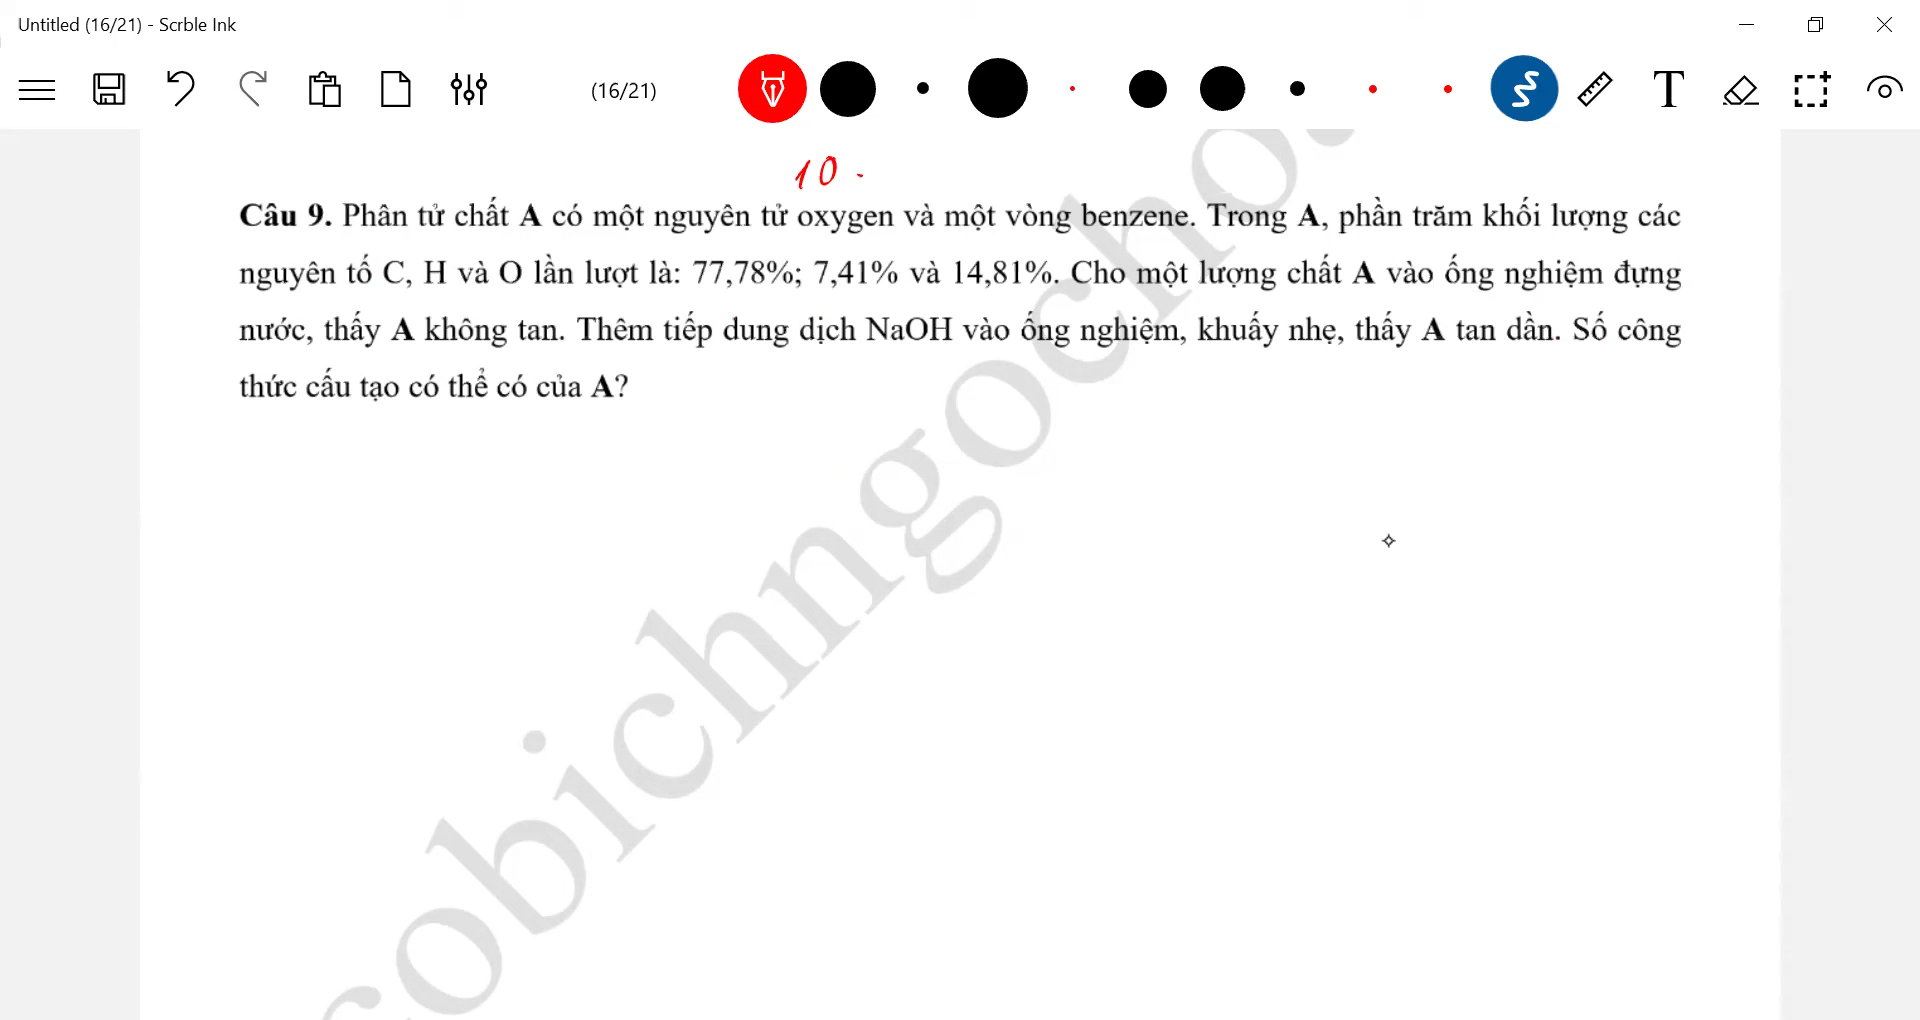 Untitled (16/21) - Scrble Ink
(16/21)
T
10.
Câu 9. Phân tử chất A có một nguyên tử oxygen và một vòng benzene. Trong A, phần trăm khối lượng các
nguyên tố C, H và O lần lượt là: 77,78%; 7,41% và 14,81%. Cho một lượng chất A vào ống nghiệm đựng
nước, thấy A không tan. Thêm tiếp dung dịch NaOH vào ống nghiệm, khuấy nhẹ, thấy A tan dần. Số công
thức cấu tạo có thể có của A?
cobichngocho